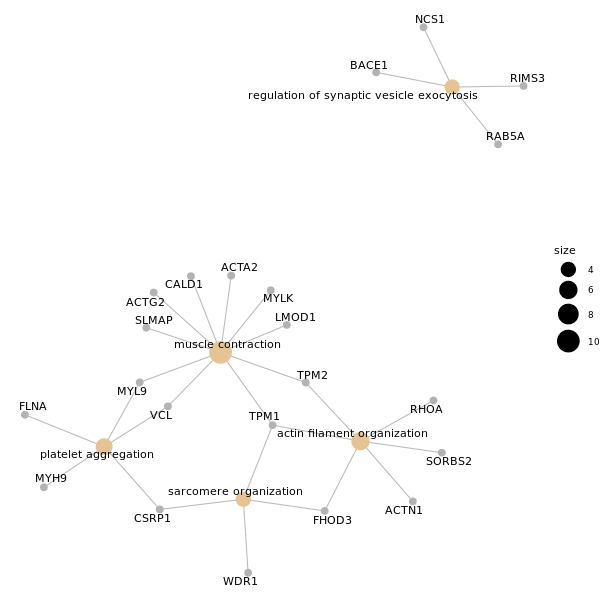 NCS1
BACE1
RIMS3
regulation of synaptic vesicle exocytosis
RAB5A
size
4
6
8
10
ACTA2
CALD1
MYLK
ACTG2
SLMAP
LMOD1
muscle contraction
TPM2
MYL9
FLNA
VCL
TPM1
RHOA
actin filament organization
platelet aggregation
SORBS2
MYH9
sarcomere organization
CSRP1
FHOD3
ACTN1
WDR1